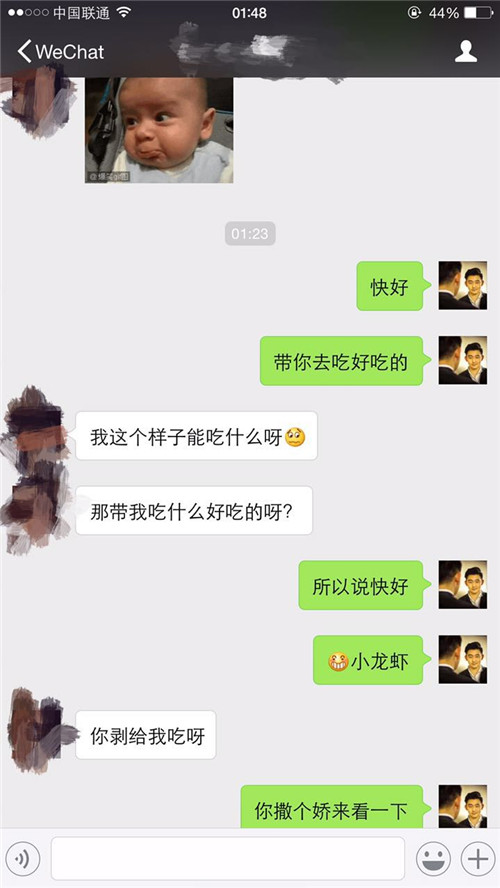 中国联通
01:48
44%
WeChat
@爆笑gif图
01:23
快好
带你去吃好吃的
我这个样子能吃什么呀
那带我吃什么好吃的呀?
所以说快好
小龙虾
你剥给我吃呀
你撒个娇来看一下